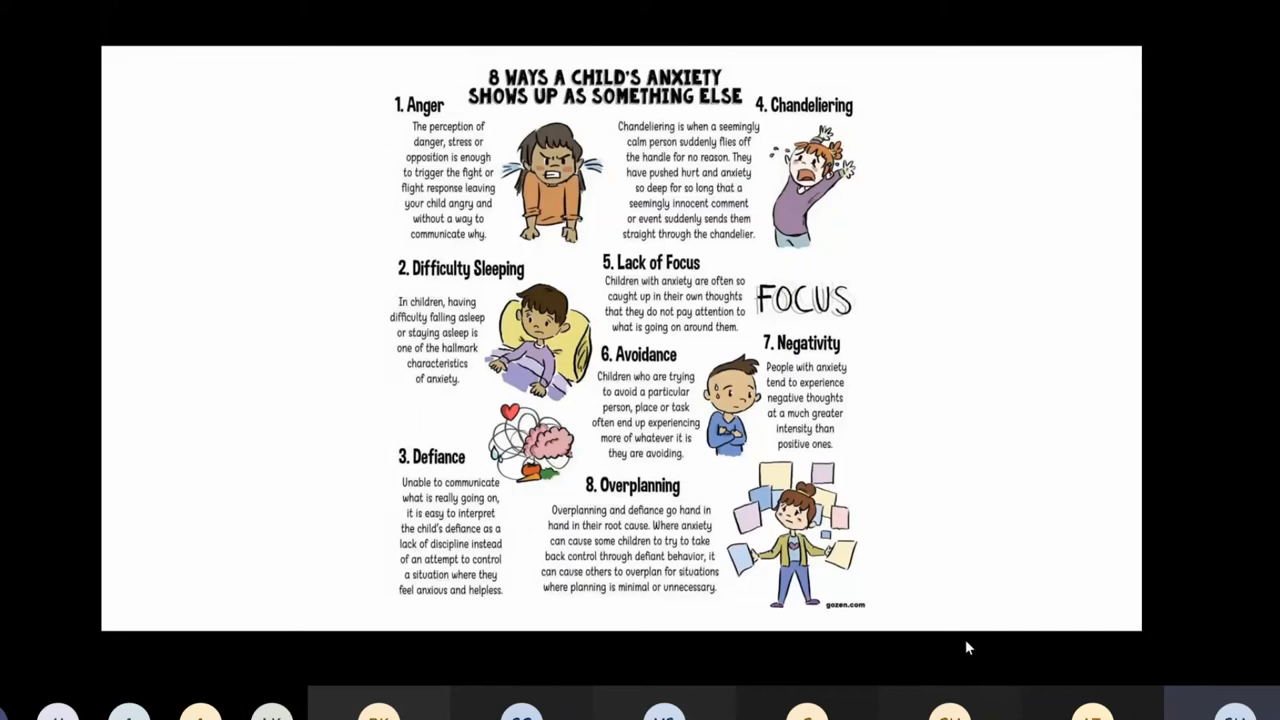 8 WAYS A CHILD'S ANXIETY
SHOWS UP AS SOMETHING ELSE
1. Anger
The perception of
danger, stress or
opposition is enough
to trigger the fight or
flight response leaving
your child angry and
without a way to
communicate why.
2. Difficulty Sleeping
In children, having
difficulty falling asleep
or staying asleep is
one of the hallmark
characteristics
of anxiety.
3. Defiance
Unable to communicate
what is really going on,
it is easy to interpret
the child's defiance as a
lack of discipline instead
of an attempt to control
a situation where they
feel anxious and helpless.
4. Chandeliering
Chandeliering is when a seemingly
calm person suddenly flies off
the handle for no reason. They
have pushed hurt and anxiety
so deep for so long that a
seemingly innocent comment
or event suddenly sends them
straight through the chandelier.
5. Lack of Focus
Children with anxiety are often so
caught up in their own thoughts
that they do not pay attention to
what is going on around them.
FOCUS
6. Avoidance
Children who are trying
to avoid a particular
person, place or task
often end up experiencing
more of whatever it is
they are avoiding.
7. Negativity
People with anxiety
tend to experience
negative thoughts
at a much greater
intensity than
positive ones.
8. Overplanning
Overplanning and defiance go hand in
hand in their root cause. Where anxiety
can cause some children to try to take
back control through defiant behavior, it
can cause others to overplan for situations
where planning is minimal or unnecessary.
gozen.com